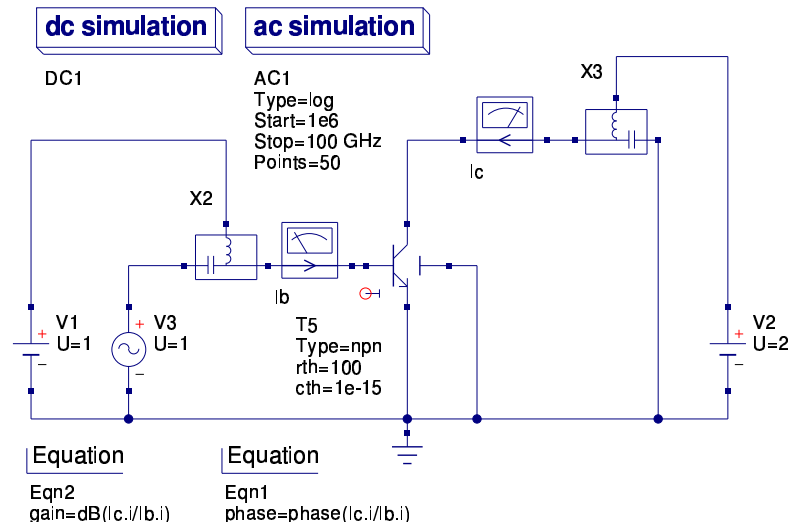 dc simulation
DC1
ac simulation
AC1
Type=log
Start=1e6
Stop=100 GHz
Points=50
X3
Ic
X2
Ib
V1
U=1
V3
U=1
T5
Type=npn
rth=100
cth=1e-15
V2
U=2
Equation
Eqn2
gain=dB(Ic.i/Ib.i)
Equation
Eqn1
phase=phase(Ic.i/Ib.i)